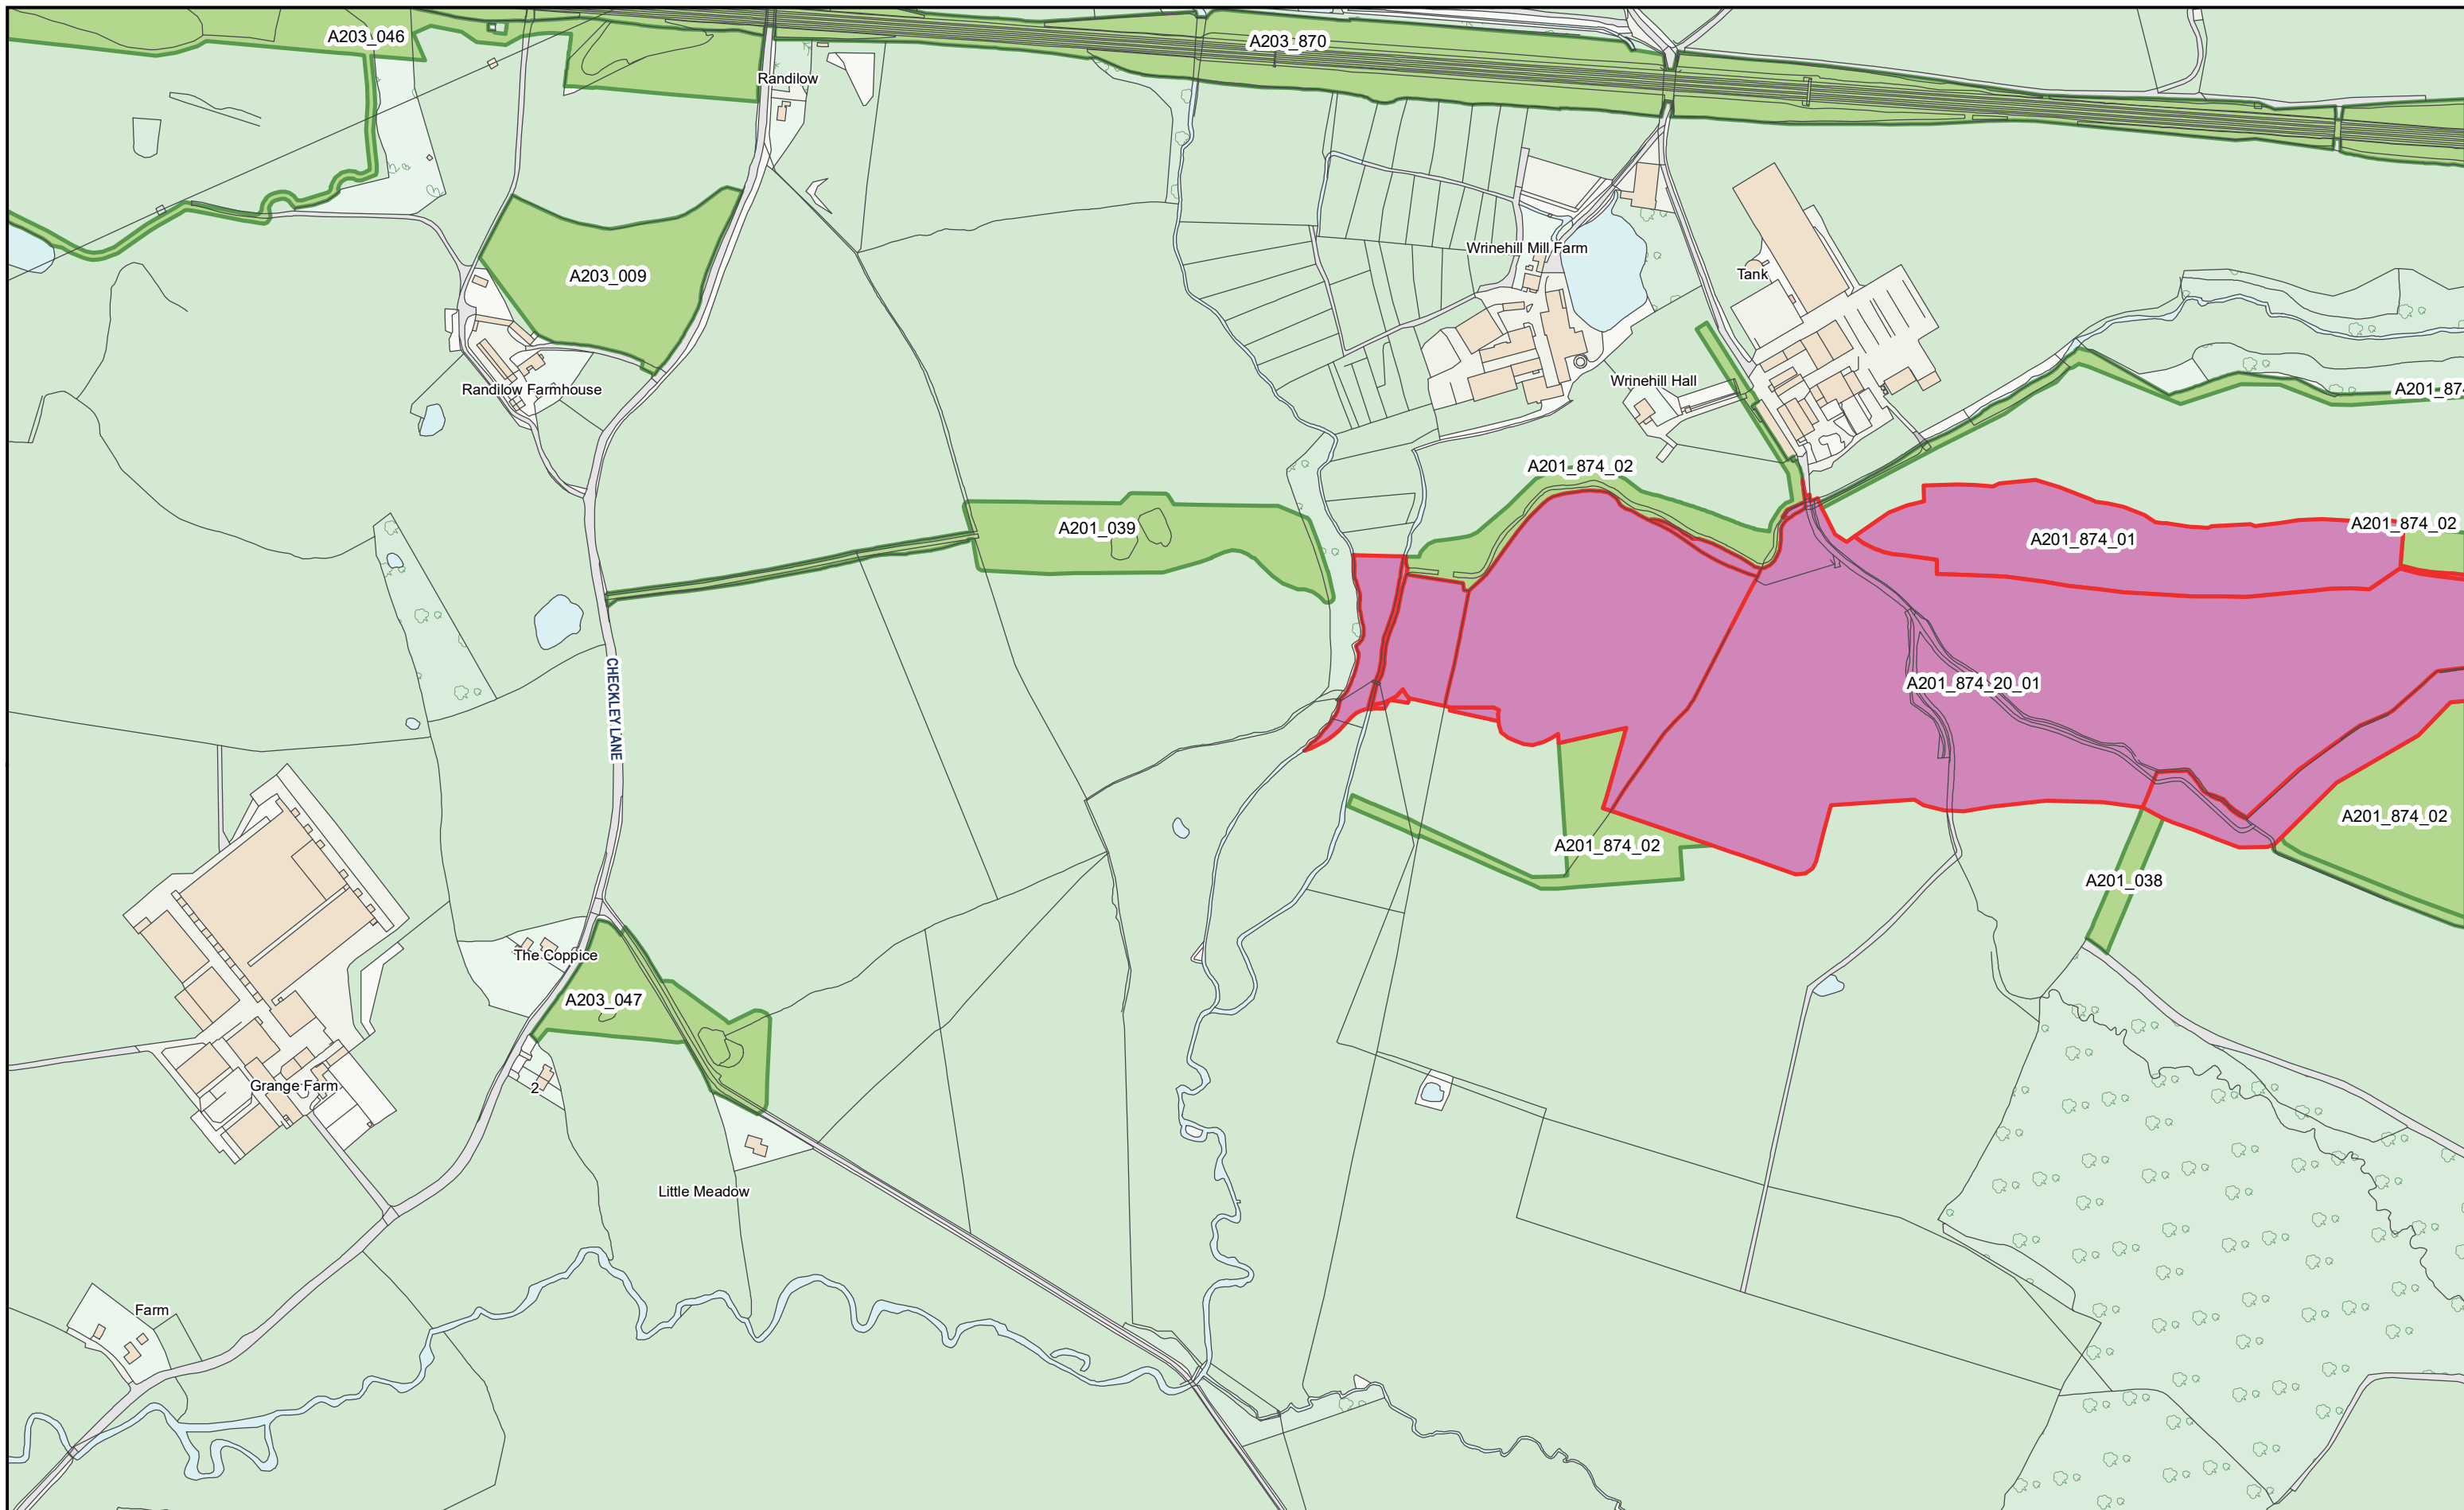 A203_046
A203_870
Randilow
Wrinehill Mill Farm
A203_009
Tank
Wrinehill Hall
Randilow Farmhouse
A201_87
A201_874_02
A201_039
A201_874_02
A201_874_01
CHECKLEY LANE
A201_874_20_01
A201_874_02
A201_874_02
A201_038
The Coppice
A203_047
Grange Farm
2
Little Meadow
Farm